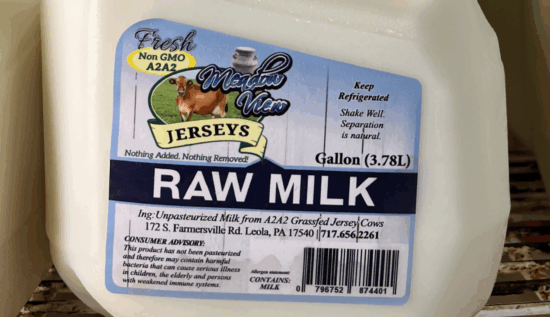 Fresh
Non GMO
A2A2
Meadow
View
JERSEYS
Nothing Added. Nothing Removed!
Keep
Refrigerated
Shake Well.
Separation
is natural.
Gallon (3.78L)
RAW MILK
Ing: Unpasteurized Milk from A2A2 Grassfed Jersey Cows
172 S. Farmersville Rd. Leola, PA 17540 717.656.2261
CONSUMER ADVISORY:
This product has not been pasteurized
and therefore may contain harmful
bacteria that can cause serious illness
in children, the elderly and persons
with weakened immune systems.
Allergen statement:
CONTAINS:
MILK
0 796752 874401